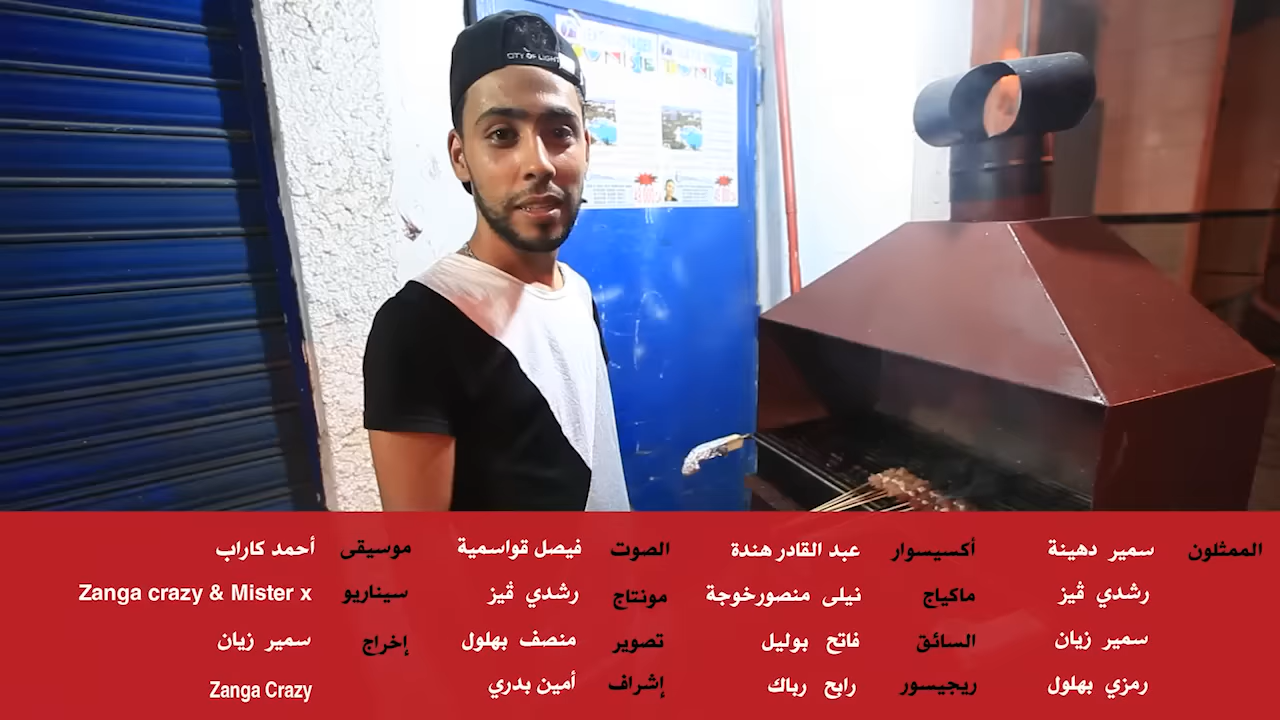 CITY OF LIGHT
الممثلون سمير دهينة أكسيسوار عبد القادر هندة الصوت فيصل قواسمية موسيقى أحمد كاراب
رشدي ڤيز ماكياج نيلى منصورخوجة مونتاج رشدي ڤيز سيناريو Zanga crazy & Mister x
سمير زيان السائق فاتح بوليل تصوير منصف بهلول إخراج سمير زيان
رمزي بهلول ريجيسور رابح رباك إشراف أمين بدري Zanga Crazy